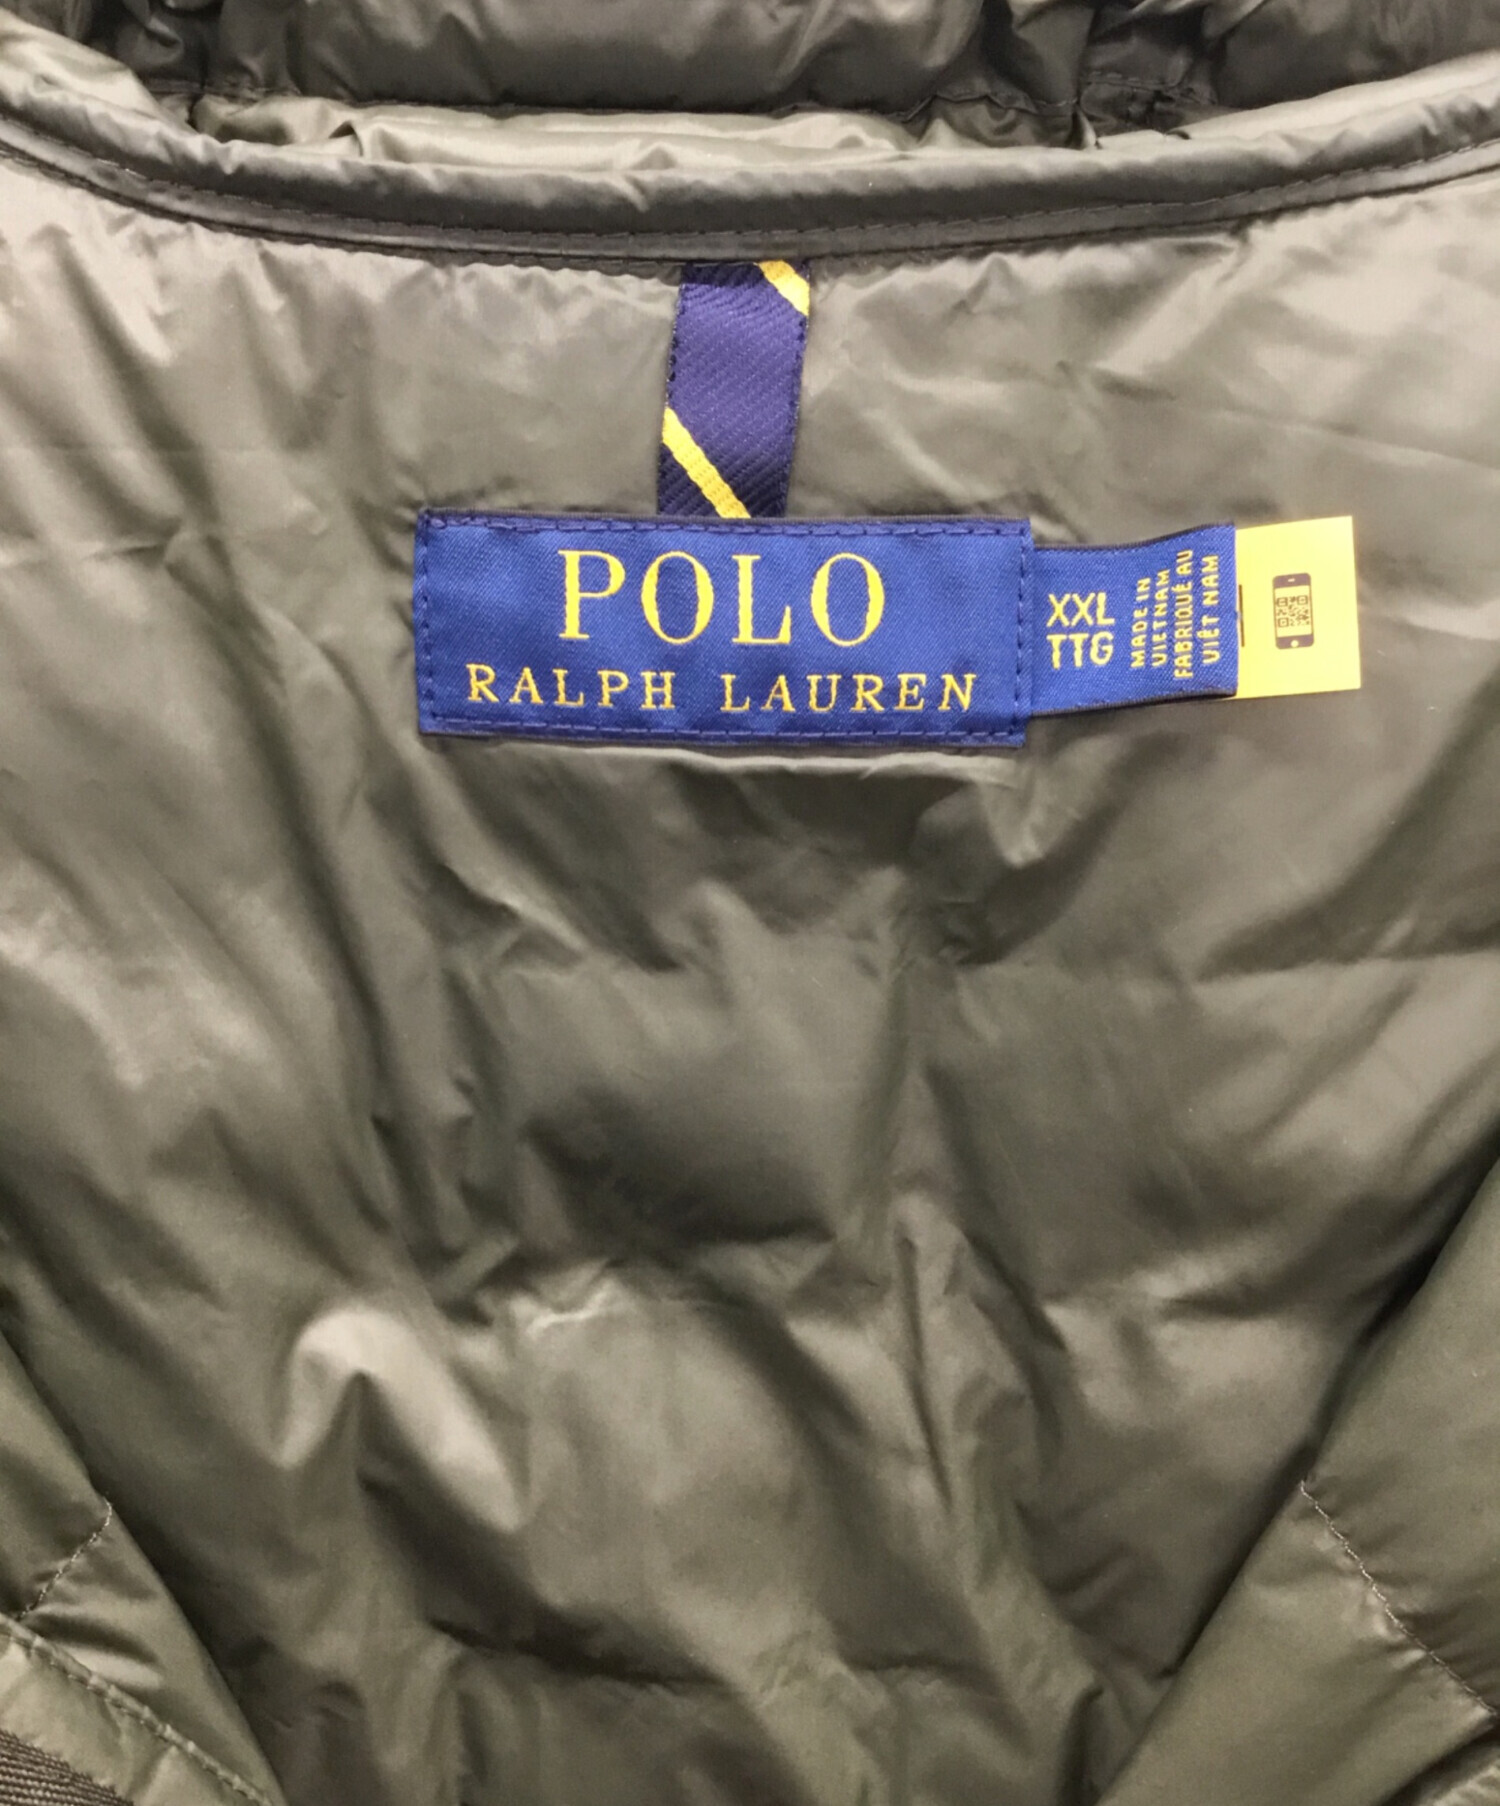 POLO
RALPH LAUREN
XXL
TTG
MADE IN
VIETNAM
FABRIQUÉ AU
VIÊT NAM